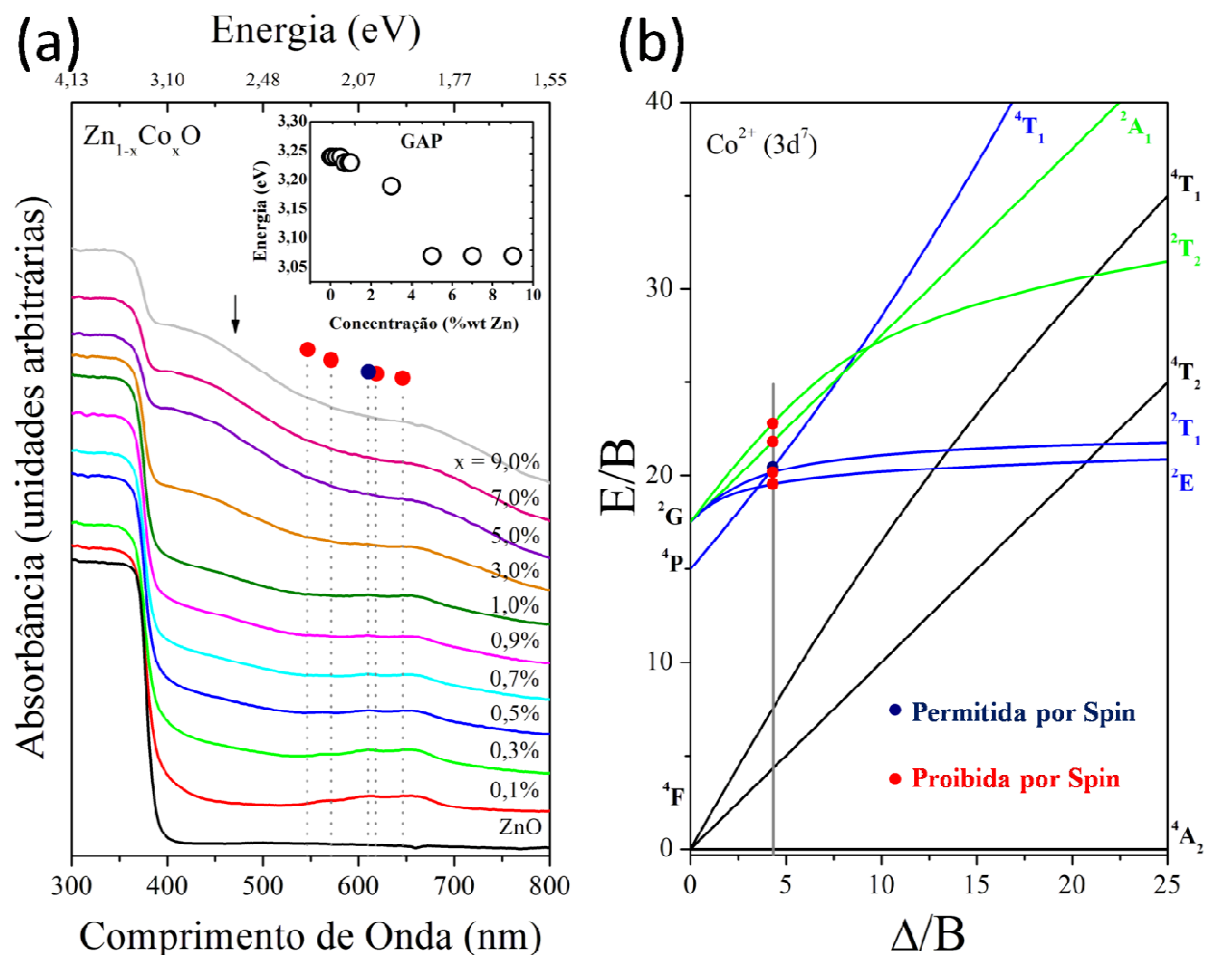 (a)
Energia (eV)
4,13 3,10 2,48 2,07 1,77 1,55
Zn1-xCoxO
GAP
3,30
3,25
3,20
3,15
3,10
3,05
Energia (eV)
0 2 4 6 8 10
Concentração (%wt Zn)
x = 9,0%
7,0%
5,0%
3,0%
1,0%
0,9%
0,7%
0,5%
0,3%
0,1%
ZnO
Absorbância (unidades arbitrárias)
300 400 500 600 700 800
Comprimento de Onda (nm)
(b)
Co2+ (3d7)
40
30
20
10
0
E/B
4T1
2A1
4T1
2T2
4T2
2T1
2E
2G
4P
4F
4A2
Permitida por Spin
Proibida por Spin
0 5 10 15 20 25
Δ/B